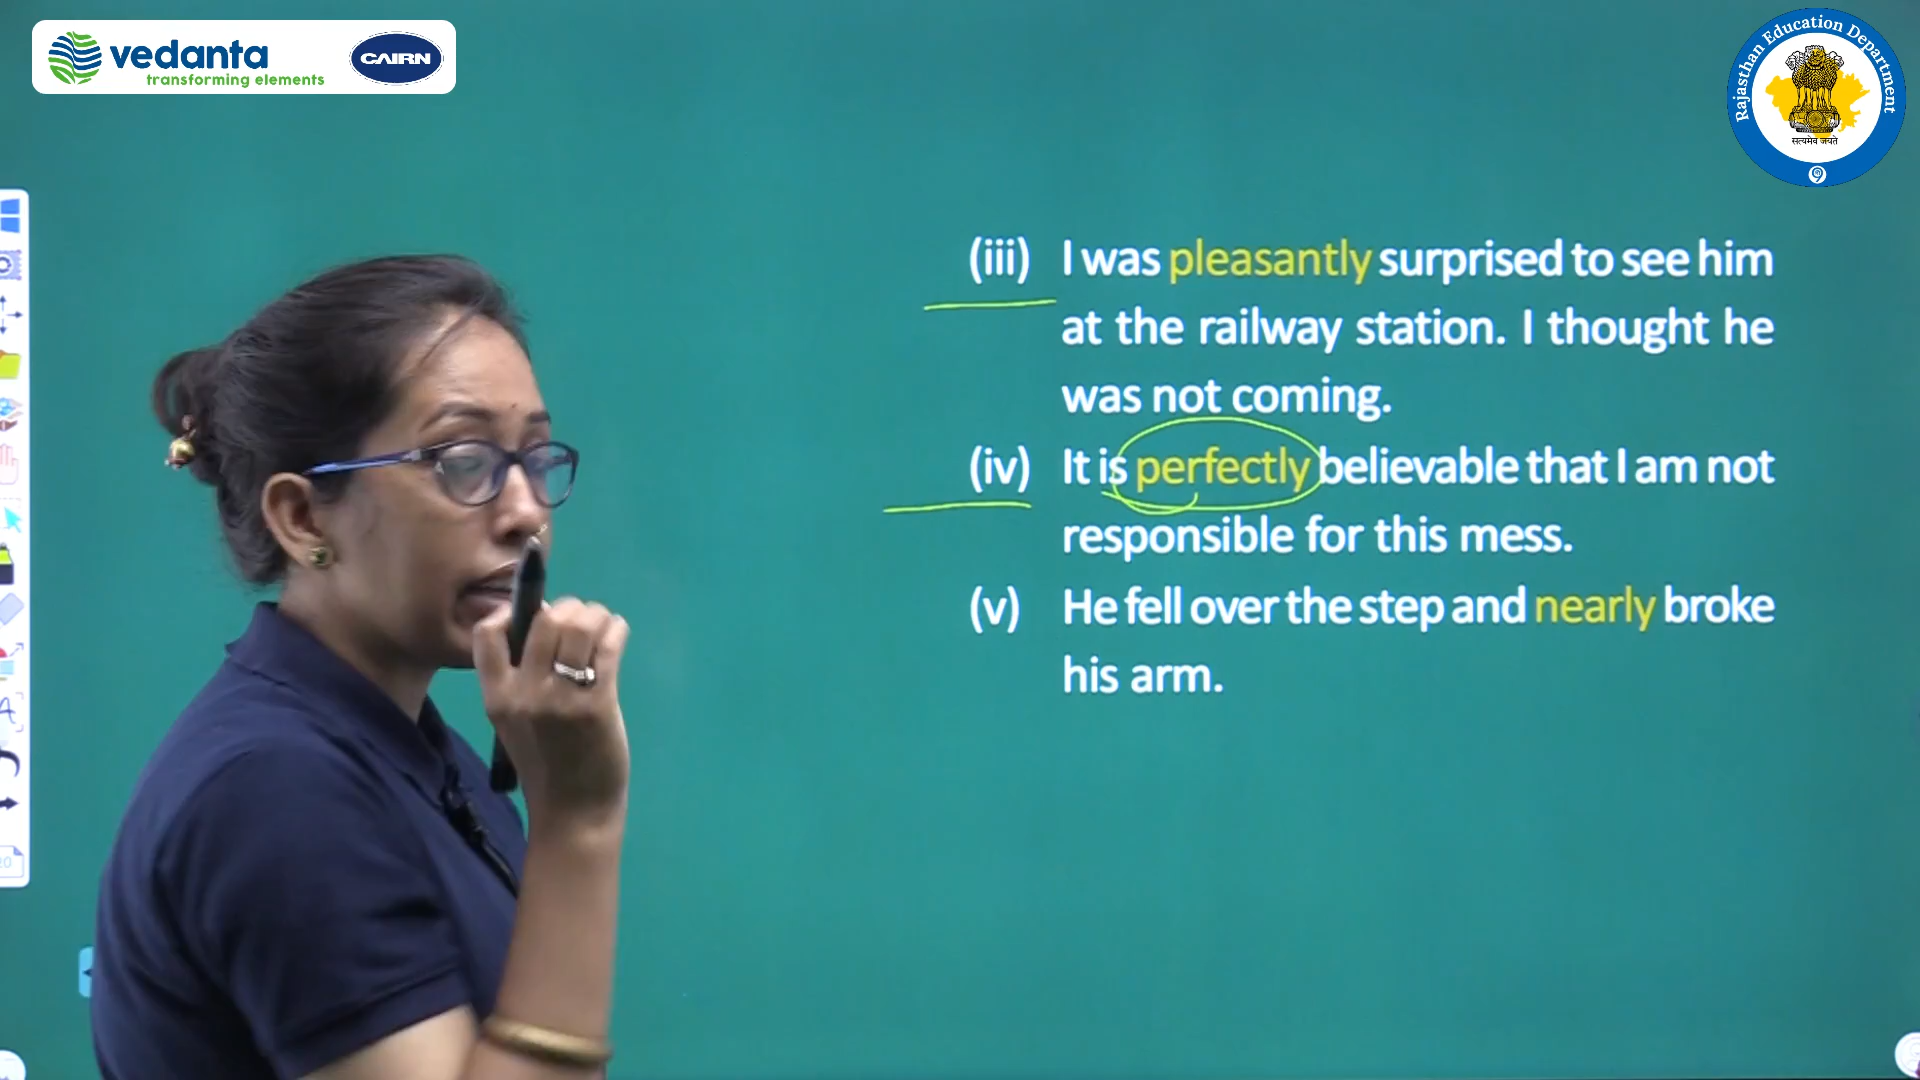 vedanta
transforming elements
CAIRN
Rajasthan Education Department
सत्यमेव जयते
(iii) I was pleasantly surprised to see him
at the railway station. I thought he
was not coming.
(iv) It is perfectly believable that I am not
responsible for this mess.
(v) He fell over the step and nearly broke
his arm.